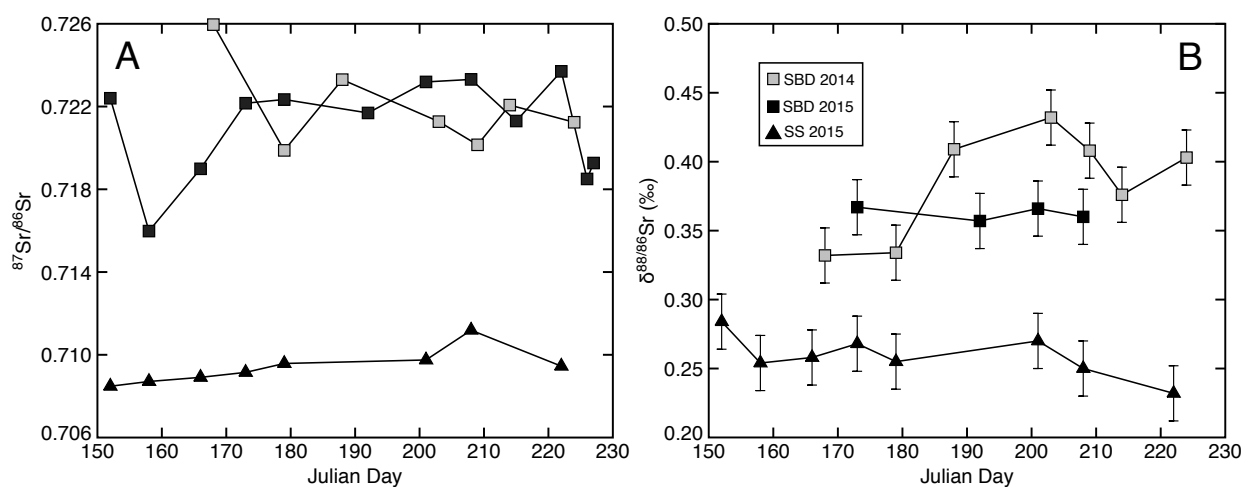 A
0.726
0.722
0.718
0.714
0.710
0.706
⁸⁷Sr/⁸⁶Sr
150 160 170 180 190 200 210 220 230
Julian Day
B
0.50
0.45
0.40
0.35
0.30
0.25
0.20
δ⁸⁸/⁸⁶Sr (‰)
SBD 2014
SBD 2015
SS 2015
150 160 170 180 190 200 210 220 230
Julian Day